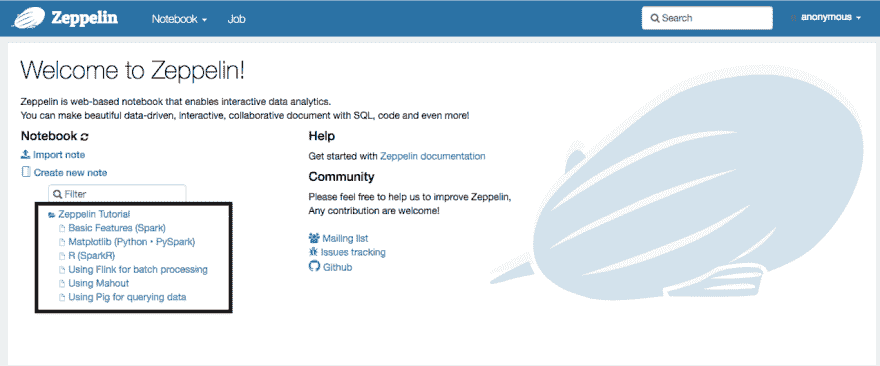 Zeppelin
Notebook
Job
Search
anonymous
Welcome to Zeppelin!
Zeppelin is web-based notebook that enables interactive data analytics.
You can make beautiful data-driven, interactive, collaborative document with SQL, code and even more!
Notebook
Import note
Create new note
Filter
Zeppelin Tutorial
Basic Features (Spark)
Matplotlib (Python • PySpark)
R (SparkR)
Using Flink for batch processing
Using Mahout
Using Pig for querying data
Help
Get started with Zeppelin documentation
Community
Please feel free to help us to improve Zeppelin,
Any contribution are welcome!
Mailing list
Issues tracking
Github